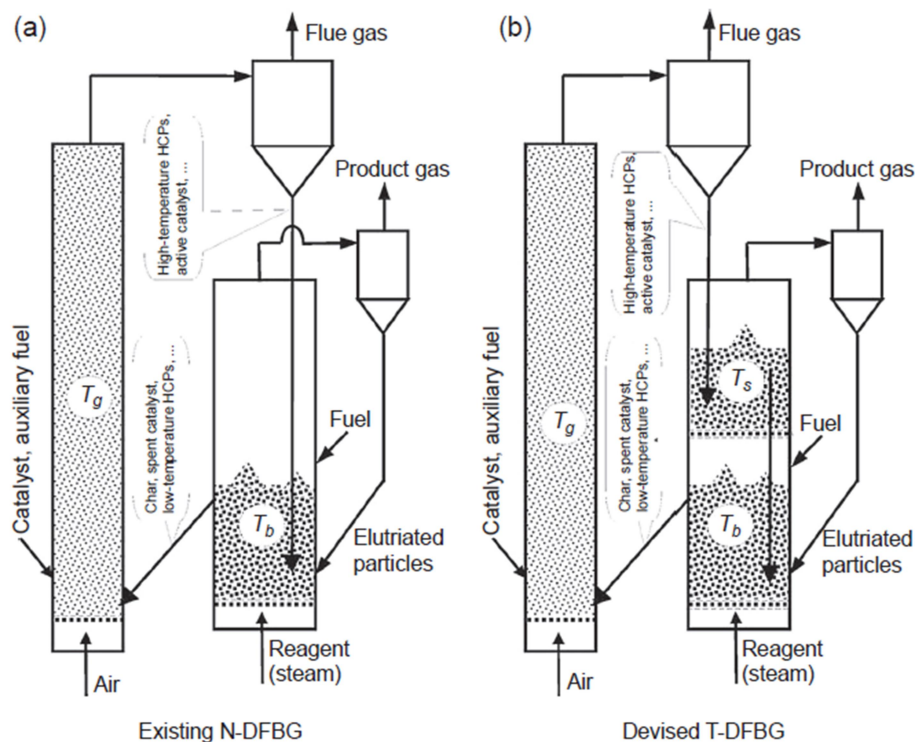 (a)
Flue gas
Product gas
High-temperature HCPs,
active catalyst, ...
Char, spent catalyst,
low-temperature HCPs, ...
Catalyst, auxiliary fuel
Tg
Fuel
Tb
Elutriated
particles
Reagent
(steam)
Air
Existing N-DFBG
(b)
Flue gas
Product gas
High-temperature HCPs,
active catalyst, ...
Char, spent catalyst,
low-temperature HCPs, ...
Catalyst, auxiliary fuel
Tg
Ts
Fuel
Tb
Elutriated
particles
Reagent
(steam)
Air
Devised T-DFBG